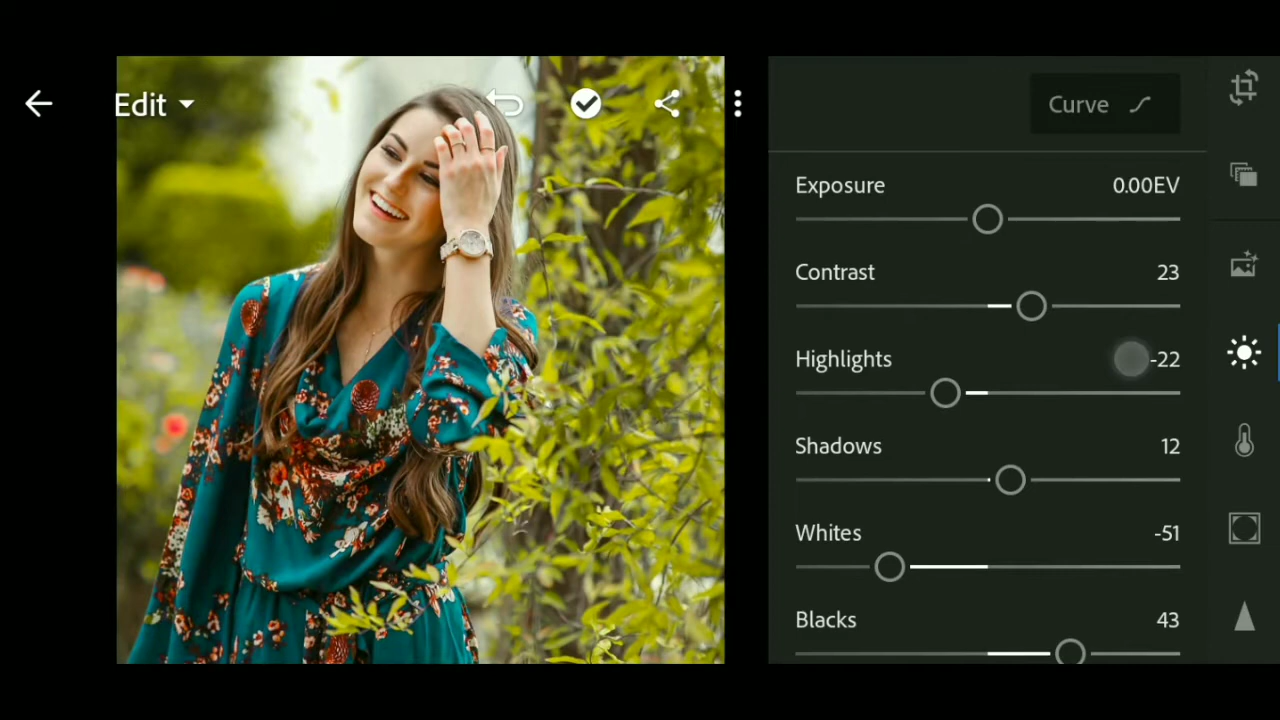 Edit
Curve
Exposure 0.00EV
Contrast 23
Highlights -22
Shadows 12
Whites -51
Blacks 43